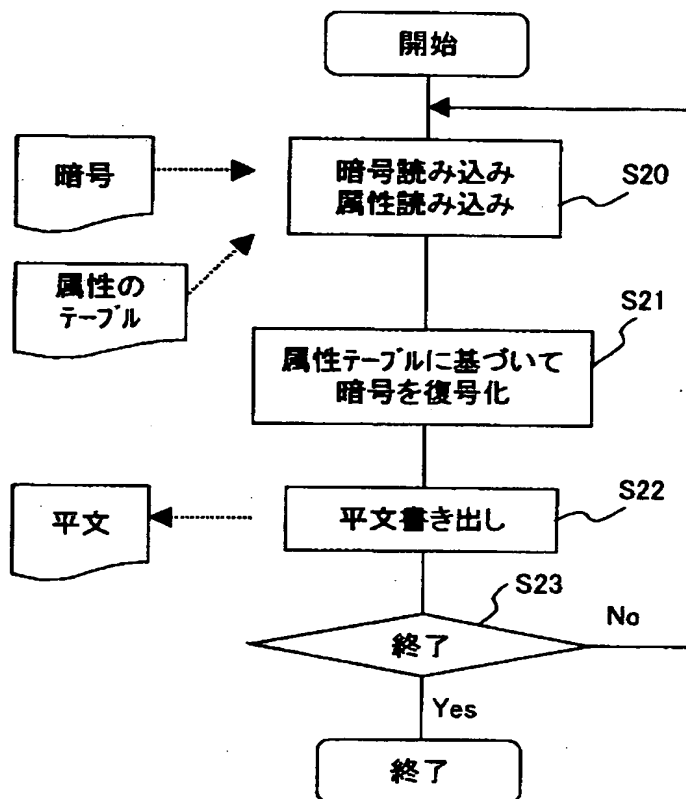 開始
暗号
暗号読み込み
属性読み込み
S20
属性の
テーブル
S21
属性テーブルに基づいて
暗号を復号化
平文
平文書き出し
S22
S23
終了
No
Yes
終了